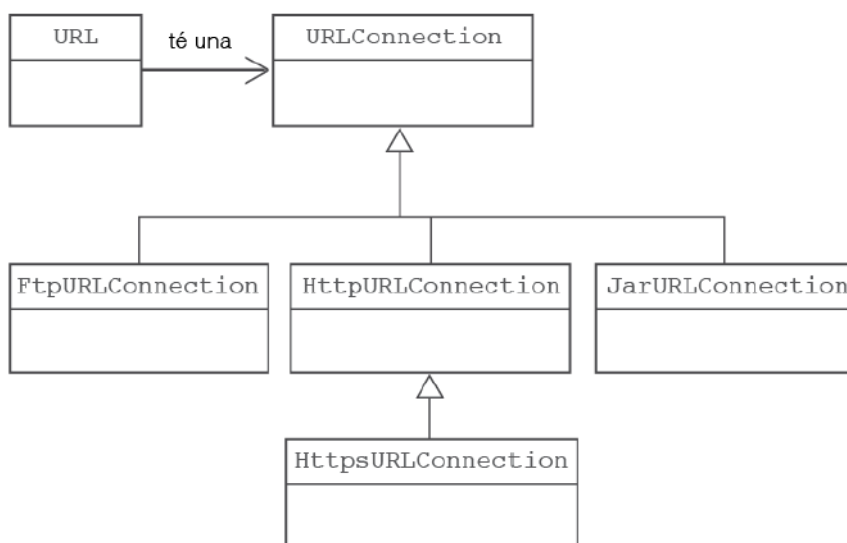 URL
té una
URLConnection
FtpURLConnection
HttpURLConnection
JarURLConnection
HttpsURLConnection